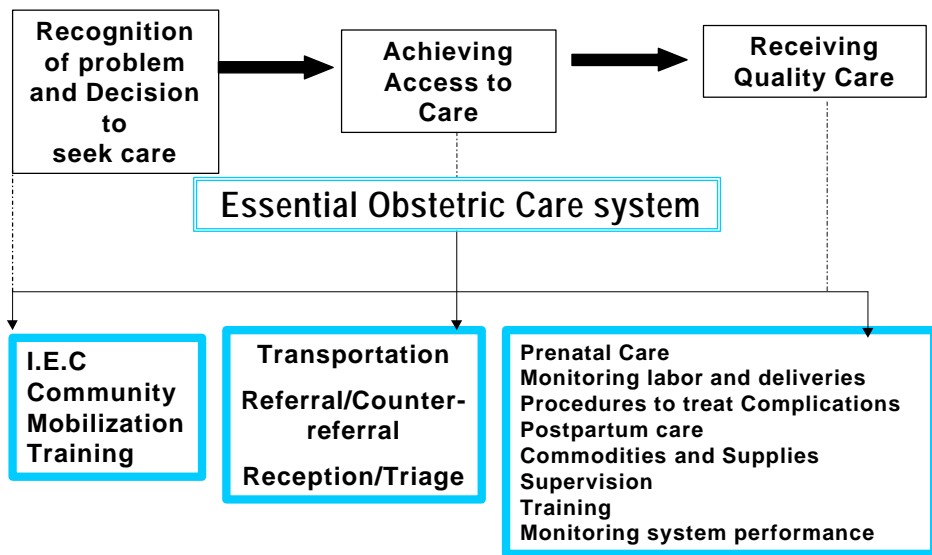 Recognition
of problem
and Decision
to
seek care
Achieving
Access to
Care
Receiving
Quality Care
Essential Obstetric Care system
I.E.C
Community
Mobilization
Training
Transportation
Referral/Counter-
referral
Reception/Triage
Prenatal Care
Monitoring labor and deliveries
Procedures to treat Complications
Postpartum care
Commodities and Supplies
Supervision
Training
Monitoring system performance